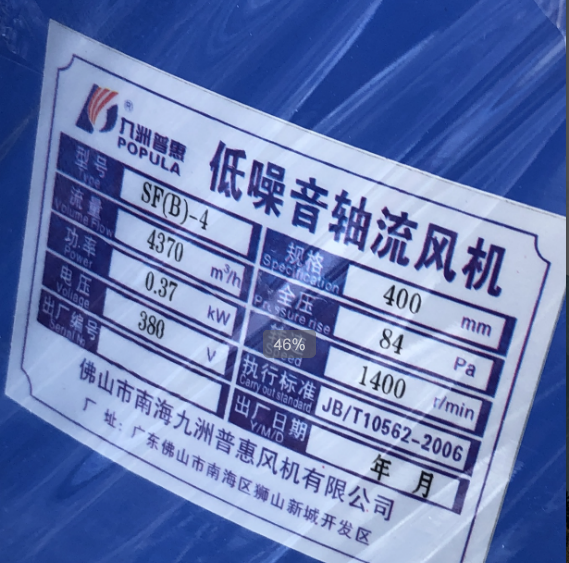 九洲普惠®
POPULA
低噪音轴流风机
型号 Type SF(B)-4
规格 Specification 400 mm
流量 Volume Flow 4370 m³/h
全压 Pressure rise 84 Pa
功率 Power 0.37 kW
Speed 1400 r/min
电压 Voltage 380 V
执行标准 Carry out standard JB/T10562-2006
出厂编号 Serial №
出厂日期 Y/M/D 年 月
佛山市南海九洲普惠风机有限公司
厂 址：广东佛山市南海区狮山新城开发区
46%